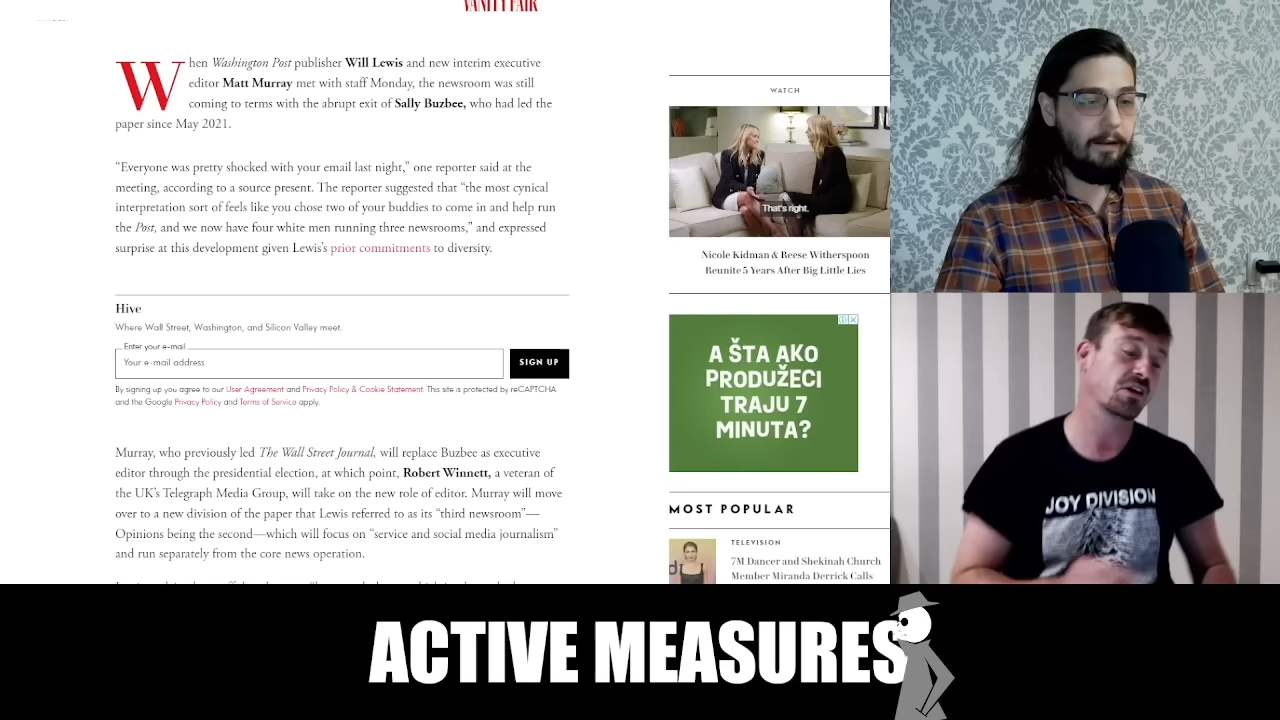 VANITY FAIR
When Washington Post publisher Will Lewis and new interim executive
editor Matt Murray met with staff Monday, the newsroom was still
coming to terms with the abrupt exit of Sally Buzbee, who had led the
paper since May 2021.
“Everyone was pretty shocked with your email last night,” one reporter said at the
meeting, according to a source present. The reporter suggested that “the most cynical
interpretation sort of feels like you chose two of your buddies to come in and help run
the Post, and we now have four white men running three newsrooms,” and expressed
surprise at this development given Lewis’s prior commitments to diversity.
Hive
Where Wall Street, Washington, and Silicon Valley meet.
Enter your e-mail
Your e-mail address
SIGN UP
By signing up you agree to our User Agreement and Privacy Policy & Cookie Statement. This site is protected by reCAPTCHA
and the Google Privacy Policy and Terms of Service apply.
Murray, who previously led The Wall Street Journal, will replace Buzbee as executive
editor through the presidential election, at which point, Robert Winnett, a veteran of
the UK’s Telegraph Media Group, will take on the new role of editor. Murray will move
over to a new division of the paper that Lewis referred to as its “third newsroom”—
Opinions being the second—which will focus on “service and social media journalism”
and run separately from the core news operation.
WATCH
That's right.
Nicole Kidman & Reese Witherspoon
Reunite 5 Years After Big Little Lies
A ŠTA AKO
PRODUŽECI
TRAJU 7
MINUTA?
MOST POPULAR
TELEVISION
7M Dancer and Shekinah Church
Member Miranda Derrick Calls
JOY DIVISION
ACTIVE MEASURES